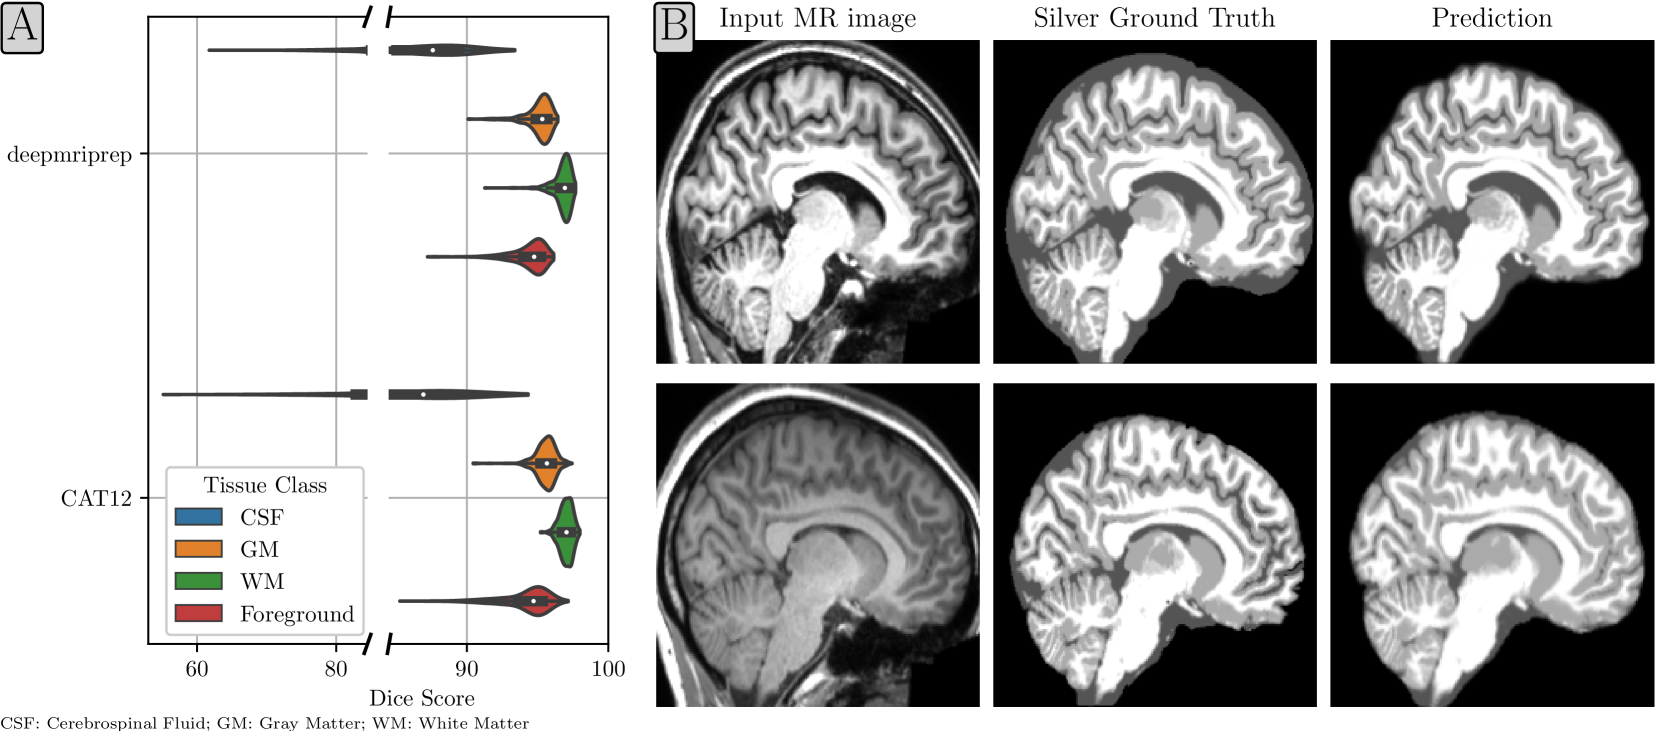 A
deepmriprep
CAT12
Tissue Class
CSF
GM
WM
Foreground
60 80 90 100
Dice Score
CSF: Cerebrospinal Fluid; GM: Gray Matter; WM: White Matter
B
Input MR image Silver Ground Truth Prediction